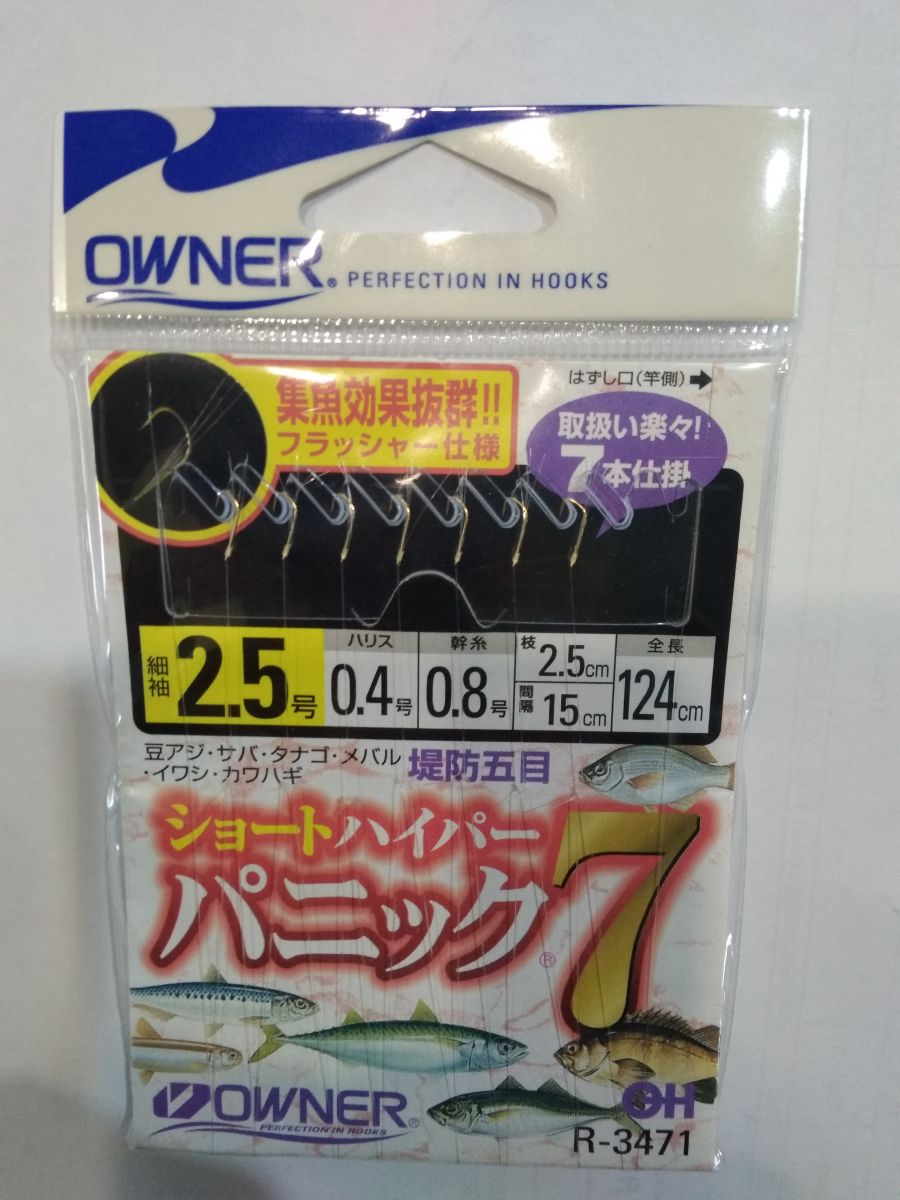 OWNER® PERFECTION IN HOOKS
はずし口(竿側)➔
集魚効果抜群!!
フラッシャー仕様
取扱い楽々!
7本仕掛
細袖 2.5号
ハリス 0.4号
幹糸 0.8号
枝 2.5cm
間隔 15cm
全長 124cm
豆アジ・サバ・タナゴ・メバル
・イワシ・カワハギ
堤防五目
ショートハイパー
パニック®7
OWNER®
PERFECTION IN HOOKS
OH
R-3471